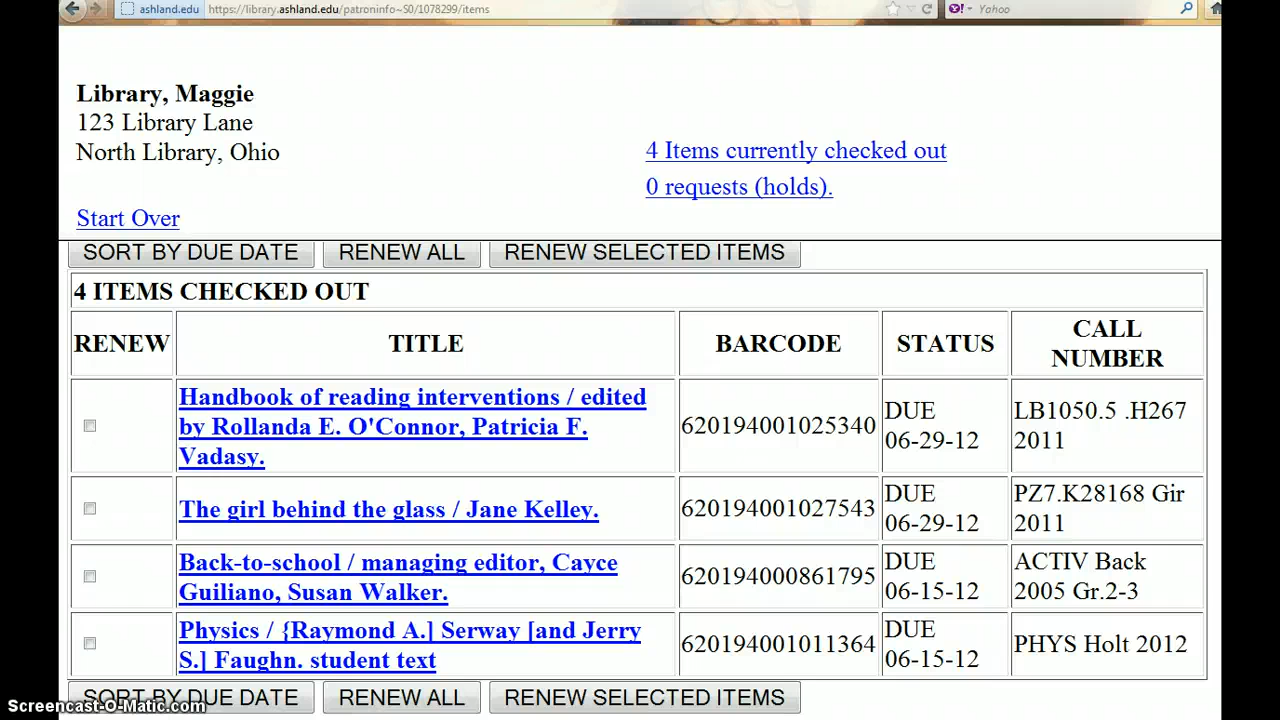 ashland.edu https://library.ashland.edu/patroninfo~S0/1078299/items Y! Yahoo
Library, Maggie
123 Library Lane
North Library, Ohio
4 Items currently checked out
0 requests (holds).
Start Over
SORT BY DUE DATE RENEW ALL RENEW SELECTED ITEMS
4 ITEMS CHECKED OUT
RENEW TITLE BARCODE STATUS CALL NUMBER
Handbook of reading interventions / edited
by Rollanda E. O'Connor, Patricia F.
Vadasy.
620194001025340
DUE
06-29-12
LB1050.5 .H267
2011
The girl behind the glass / Jane Kelley.
620194001027543
DUE
06-29-12
PZ7.K28168 Gir
2011
Back-to-school / managing editor, Cayce
Guiliano, Susan Walker.
620194000861795
DUE
06-15-12
ACTIV Back
2005 Gr.2-3
Physics / {Raymond A.] Serway [and Jerry
S.] Faughn. student text
620194001011364
DUE
06-15-12
PHYS Holt 2012
SORT BY DUE DATE RENEW ALL RENEW SELECTED ITEMS
Screencast-O-Matic.com